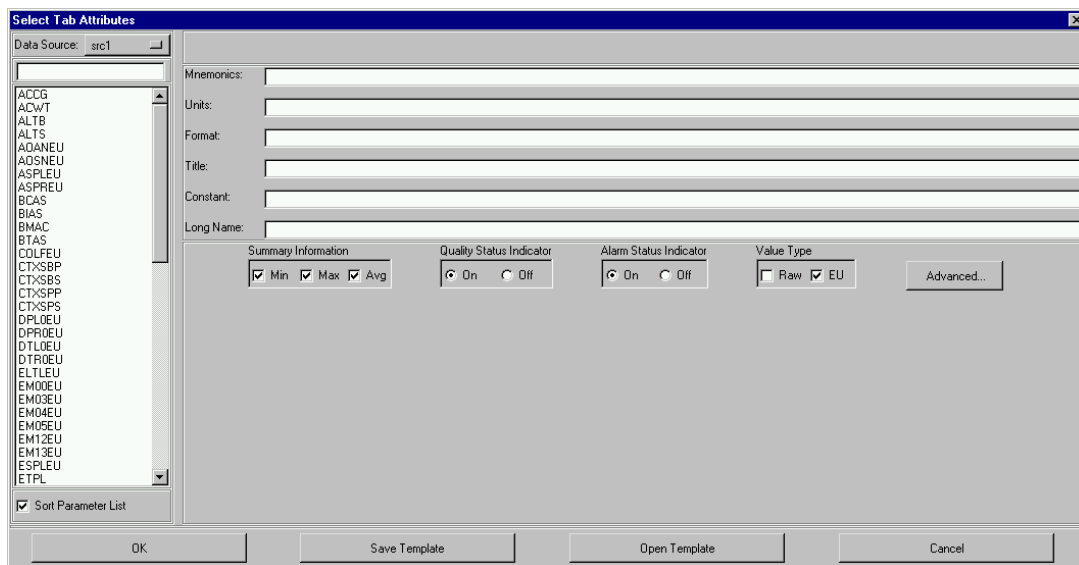 Select Tab Attributes
Data Source: src1
Mnemonics:
Units:
Format:
Title:
Constant:
Long Name:
ACCG
ACWT
ALTB
ALTS
AOANEU
AOSNEU
ASPLEU
ASPREU
BCAS
BIAS
BMAC
BTAS
COLFEU
CTXSBP
CTXSBS
CTXSPP
CTXSPS
DPL0EU
DPR0EU
DTL0EU
DTR0EU
ELTLEU
EM00EU
EM03EU
EM04EU
EM05EU
EM12EU
EM13EU
ESPLEU
ETPL
Sort Parameter List
Summary Information
Min Max Avg
Quality Status Indicator
On Off
Alarm Status Indicator
On Off
Value Type
Raw EU
Advanced...
OK Save Template Open Template Cancel